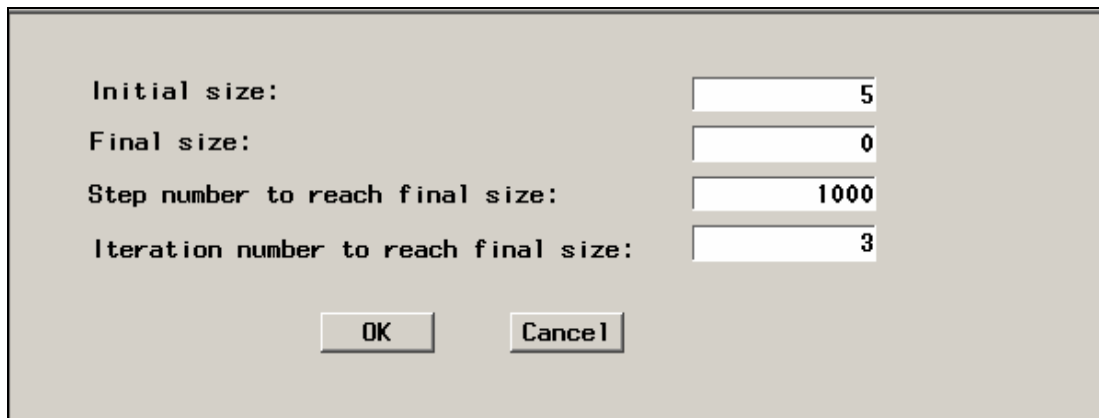 Initial size: 5
Final size: 0
Step number to reach final size: 1000
Iteration number to reach final size: 3
OK Cancel